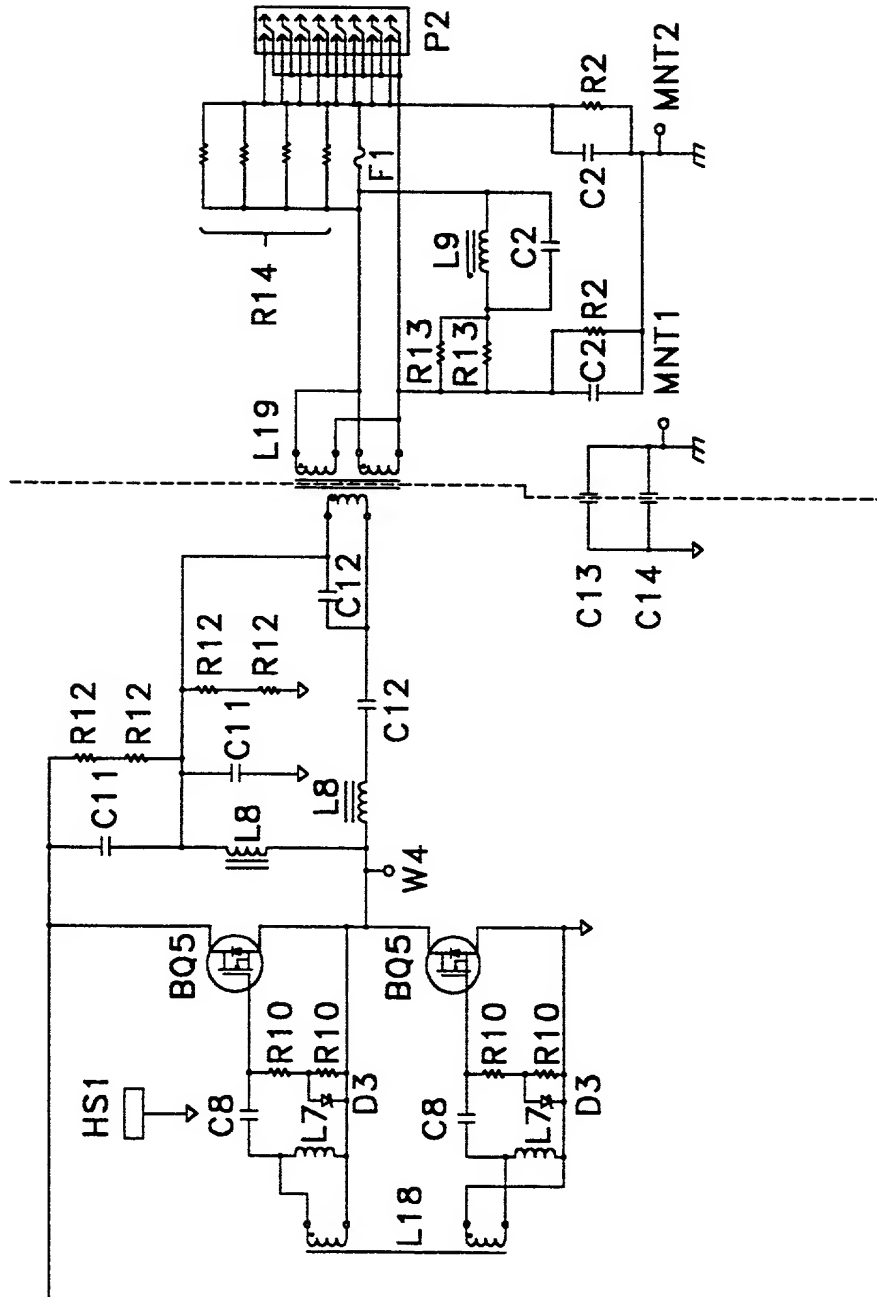 P2
R14
F1
R2
MNT2
C2
L9
C2
R13
R13
R2
C2
MNT1
L19
C12
C13
C14
R12
R12
R12
R12
C11
C11
L8
L8
C12
W4
BQ5
BQ5
HS1
C8
R10
R10
L7
D3
C8
R10
R10
L7
D3
L18